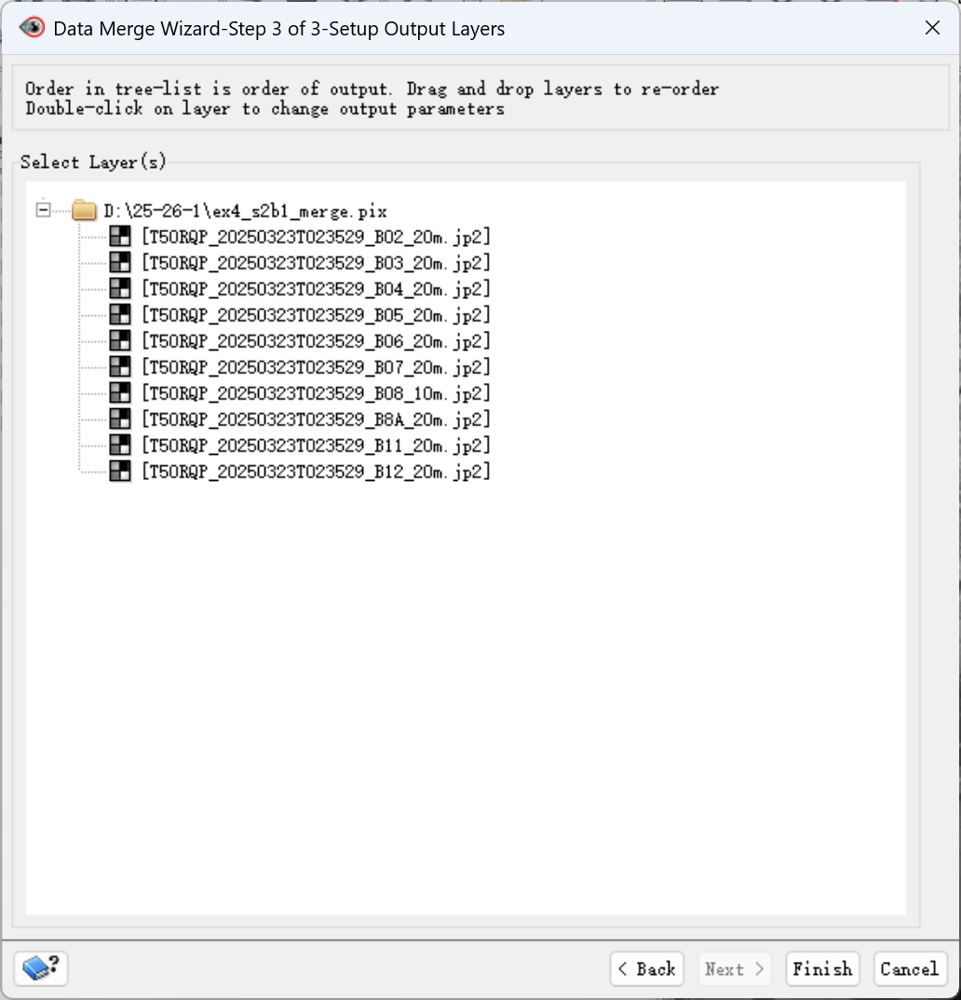 Data Merge Wizard-Step 3 of 3-Setup Output Layers
Order in tree-list is order of output. Drag and drop layers to re-order
Double-click on layer to change output parameters
Select Layer(s)
D:\25-26-1\ex4_s2b1_merge.pix
[T50RQP_20250323T023529_B02_20m.jp2]
[T50RQP_20250323T023529_B03_20m.jp2]
[T50RQP_20250323T023529_B04_20m.jp2]
[T50RQP_20250323T023529_B05_20m.jp2]
[T50RQP_20250323T023529_B06_20m.jp2]
[T50RQP_20250323T023529_B07_20m.jp2]
[T50RQP_20250323T023529_B08_10m.jp2]
[T50RQP_20250323T023529_B8A_20m.jp2]
[T50RQP_20250323T023529_B11_20m.jp2]
[T50RQP_20250323T023529_B12_20m.jp2]
? < Back Next > Finish Cancel